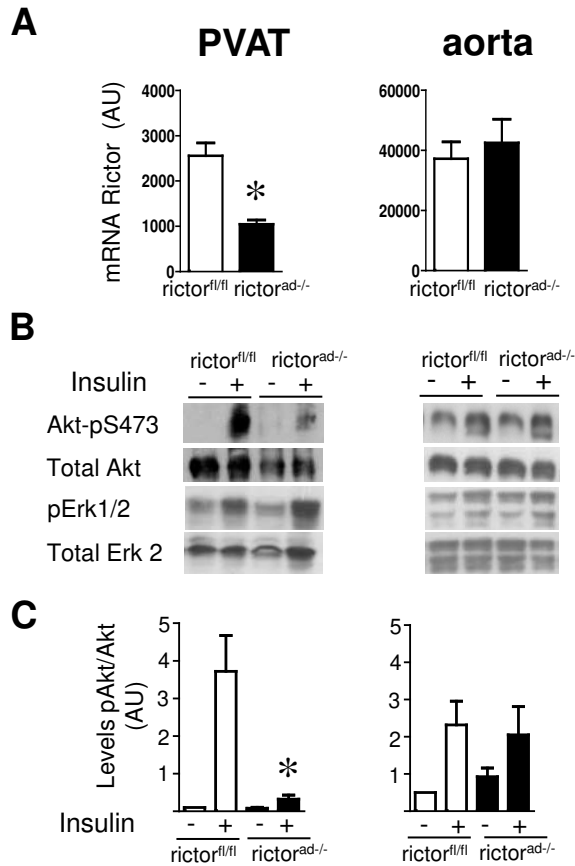 A
PVAT
aorta
mRNA Rictor (AU)
4000
3000
2000
1000
0
*
rictorfl/fl rictorad-/-
60000
40000
20000
0
rictorfl/fl rictorad-/-
B
rictorfl/fl rictorad-/-
rictorfl/fl rictorad-/-
Insulin - + - +
- + - +
Akt-pS473
Total Akt
pErk1/2
Total Erk 2
C
Levels pAkt/Akt
(AU)
5
4
3
2
1
*
5
4
3
2
1
Insulin - + - +
- + - +
rictorfl/fl rictorad-/-
rictorfl/fl rictorad-/-